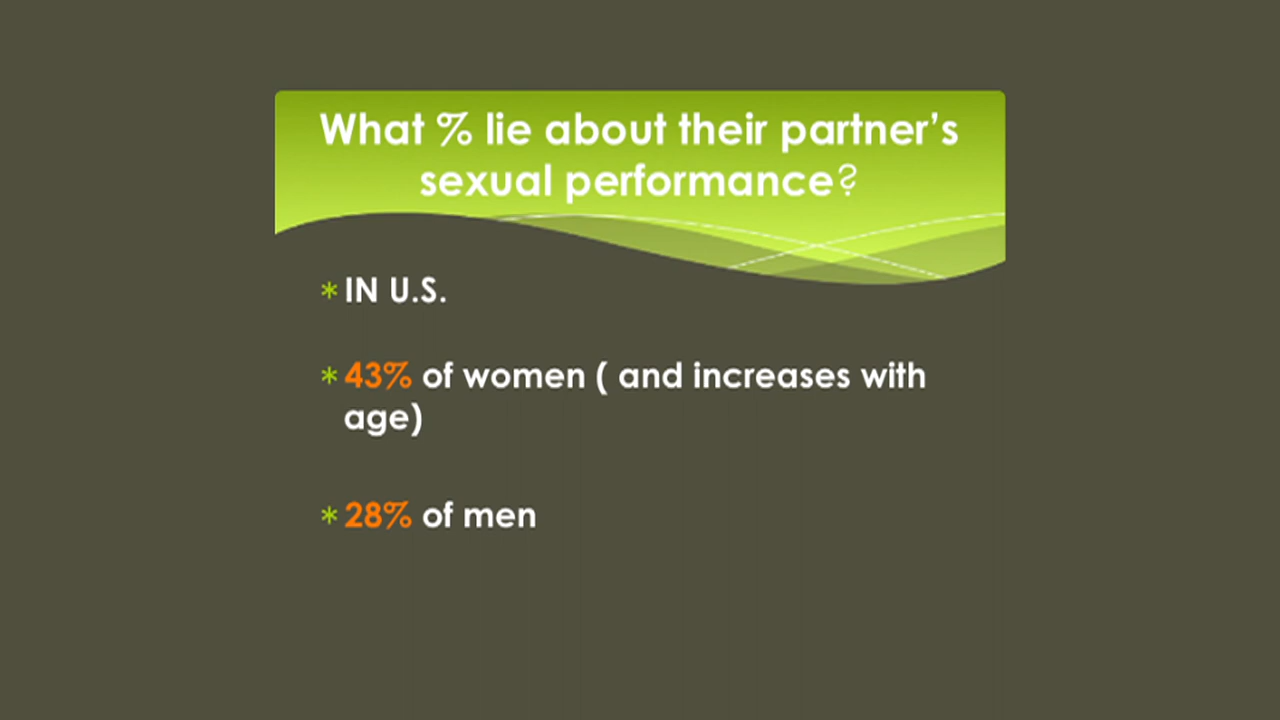 What % lie about their partner’s
sexual performance?
* IN U.S.
* 43% of women ( and increases with
age)
* 28% of men